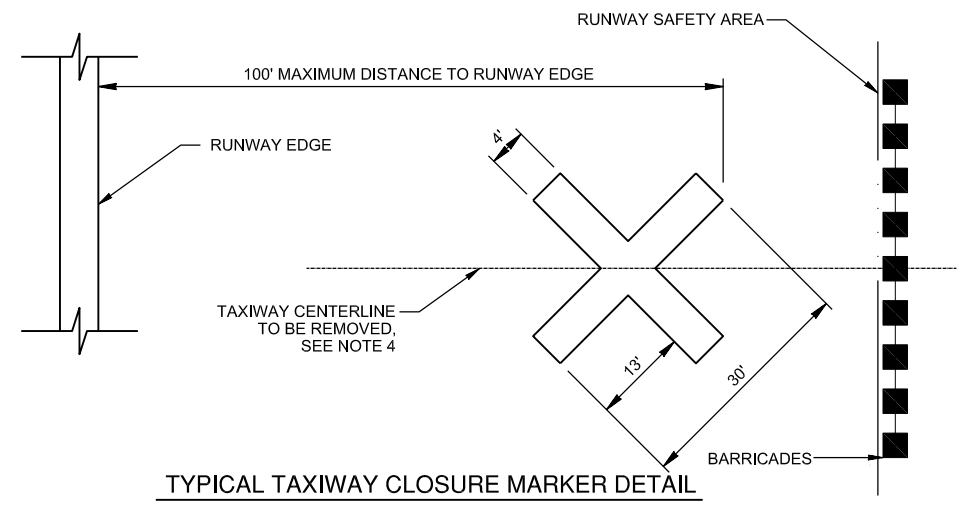 RUNWAY SAFETY AREA
100' MAXIMUM DISTANCE TO RUNWAY EDGE
4'
RUNWAY EDGE
TAXIWAY CENTERLINE
TO BE REMOVED,
SEE NOTE 4
13'
30'
BARRICADES
TYPICAL TAXIWAY CLOSURE MARKER DETAIL